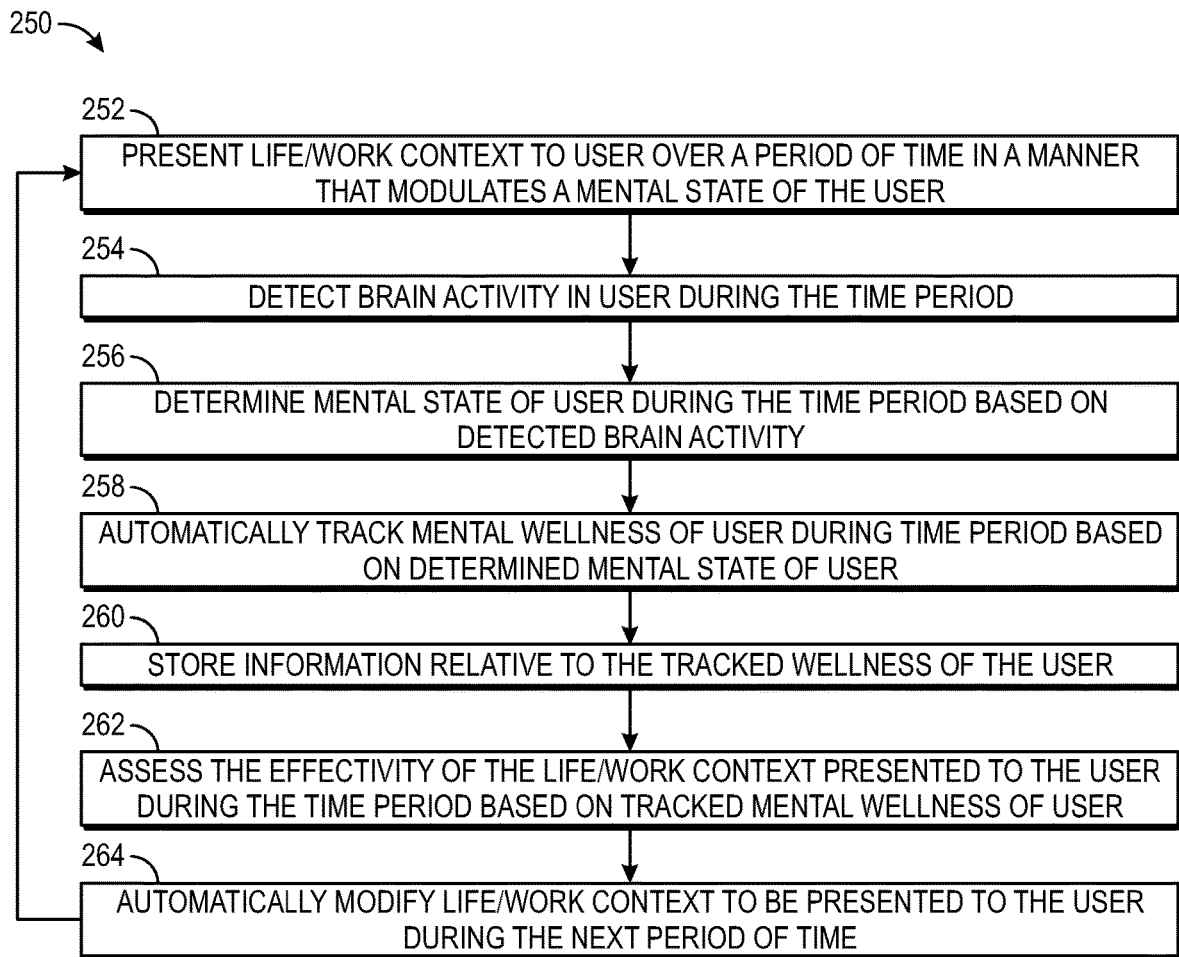 250
252
PRESENT LIFE/WORK CONTEXT TO USER OVER A PERIOD OF TIME IN A MANNER
THAT MODULATES A MENTAL STATE OF THE USER
254
DETECT BRAIN ACTIVITY IN USER DURING THE TIME PERIOD
256
DETERMINE MENTAL STATE OF USER DURING THE TIME PERIOD BASED ON
DETECTED BRAIN ACTIVITY
258
AUTOMATICALLY TRACK MENTAL WELLNESS OF USER DURING TIME PERIOD BASED
ON DETERMINED MENTAL STATE OF USER
260
STORE INFORMATION RELATIVE TO THE TRACKED WELLNESS OF THE USER
262
ASSESS THE EFFECTIVITY OF THE LIFE/WORK CONTEXT PRESENTED TO THE USER
DURING THE TIME PERIOD BASED ON TRACKED MENTAL WELLNESS OF USER
264
AUTOMATICALLY MODIFY LIFE/WORK CONTEXT TO BE PRESENTED TO THE USER
DURING THE NEXT PERIOD OF TIME